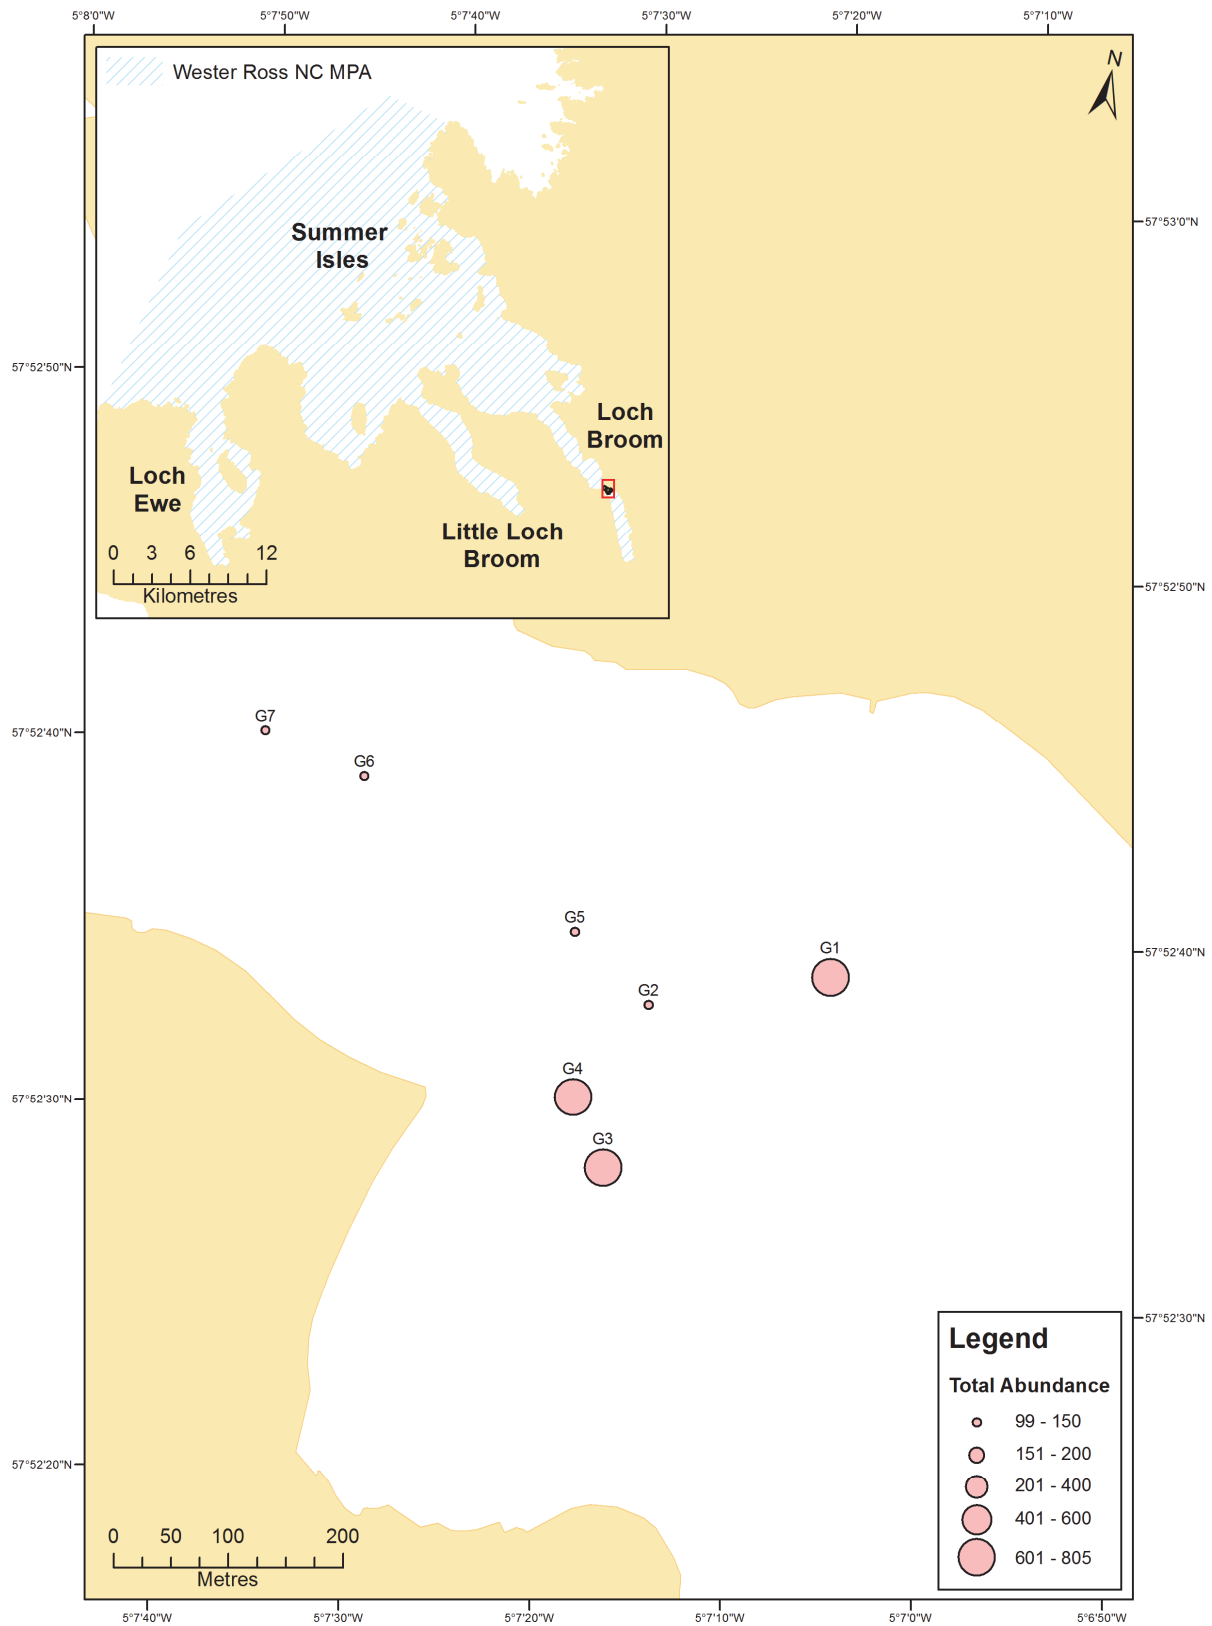 5°8'0"W 5°7'50"W 5°7'40"W 5°7'30"W 5°7'20"W 5°7'10"W
N
Wester Ross NC MPA
57°53'0"N
Summer
Isles
57°52'50"N
Loch
Broom
Loch
Ewe
Little Loch
Broom
0 3 6 12
Kilometres
57°52'50"N
G7
57°52'40"N
G6
G5
G1
57°52'40"N
G2
G4
57°52'30"N
G3
57°52'30"N
Legend
Total Abundance
99 - 150
151 - 200
201 - 400
401 - 600
601 - 805
57°52'20"N
0 50 100 200
Metres
5°7'40"W 5°7'30"W 5°7'20"W 5°7'10"W 5°7'0"W 5°6'50"W